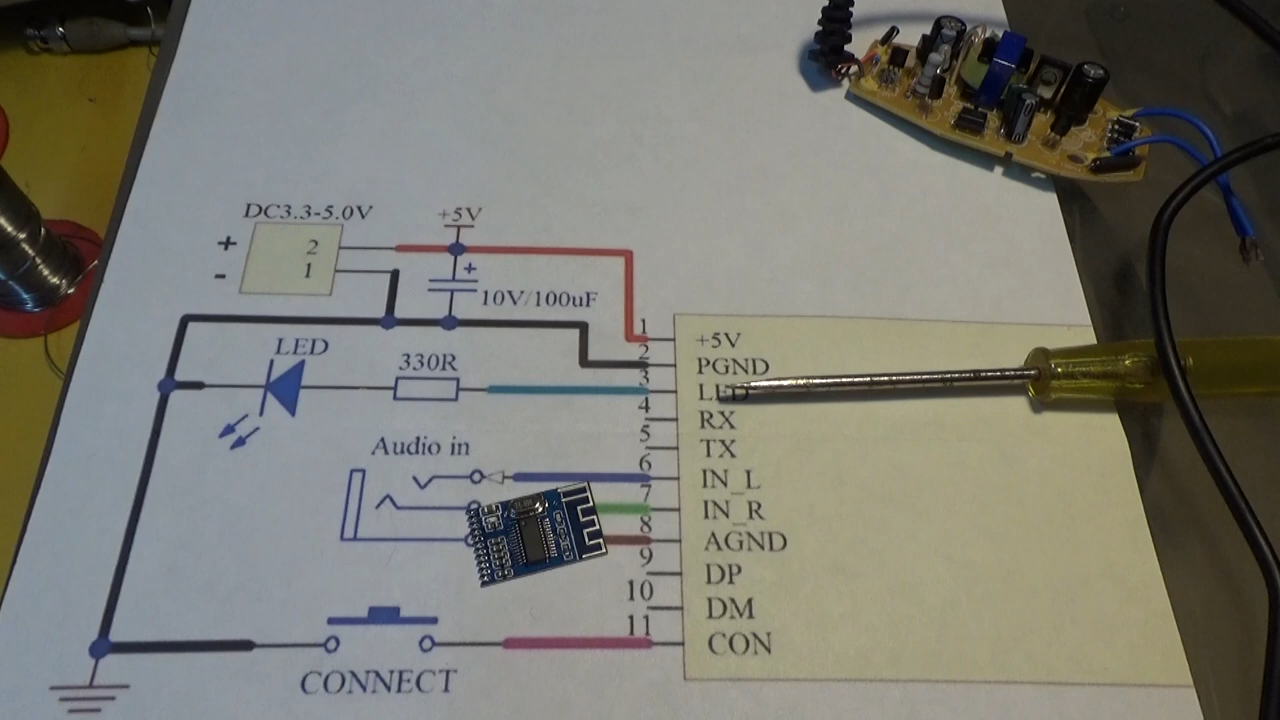 DC3.3-5.0V
+5V
+
2
-
1
+
10V/100uF
1
+5V
2
PGND
LED
330R
3
LED
4
RX
5
TX
Audio in
6
IN_L
7
IN_R
8
AGND
9
DP
10
DM
11
CON
CONNECT